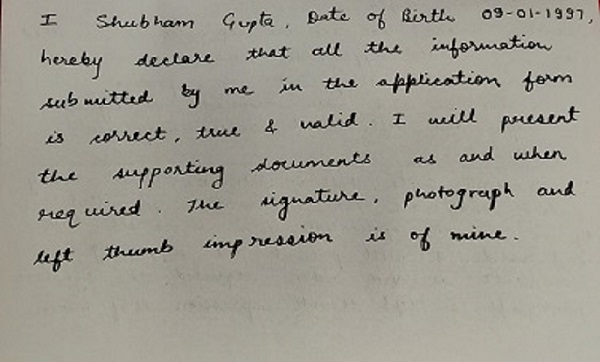 I Shubham Gupta, Date of Birth 09-01-1997,
hereby declare that all the information
submitted by me in the application form
is correct, true & valid. I will present
the supporting documents as and when
required. The signature, photograph and
left thumb impression is of mine.